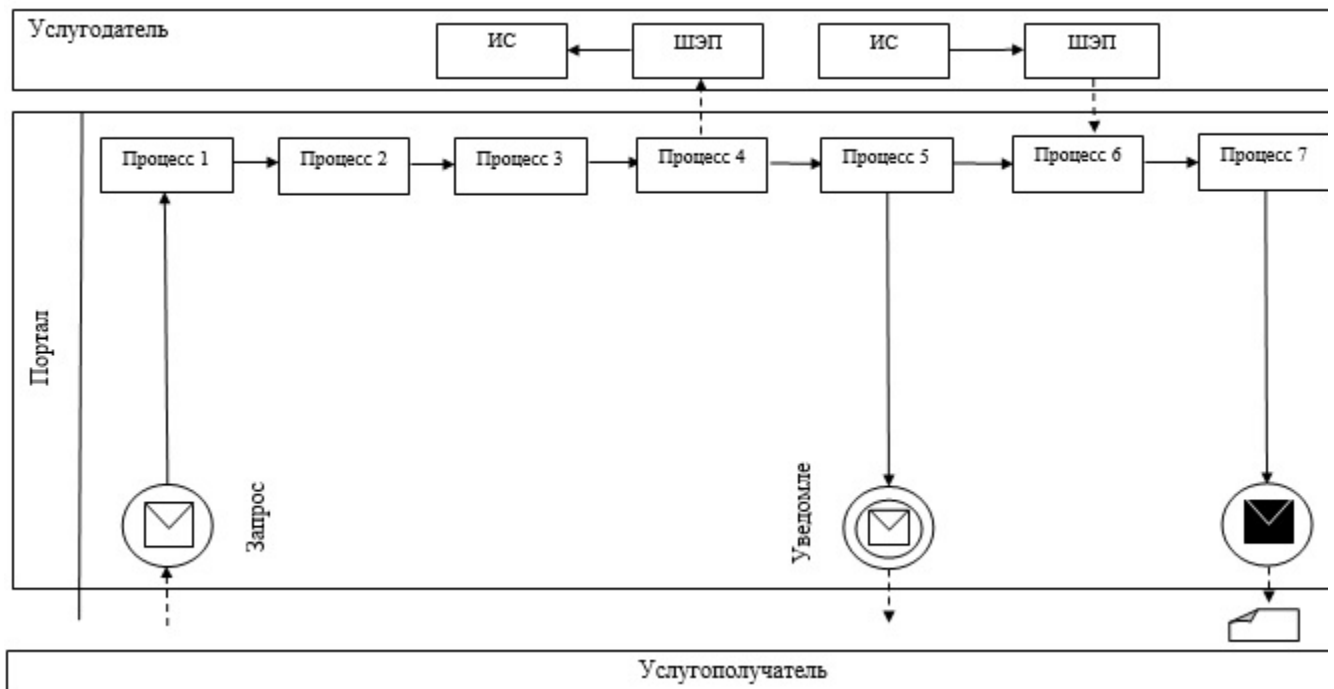 Услугодатель
ИС
ШЭП
ИС
ШЭП
Процесс 1
Процесс 2
Процесс 3
Процесс 4
Процесс 5
Процесс 6
Процесс 7
Портал
Запрос
Уведомле
Услугополучатель